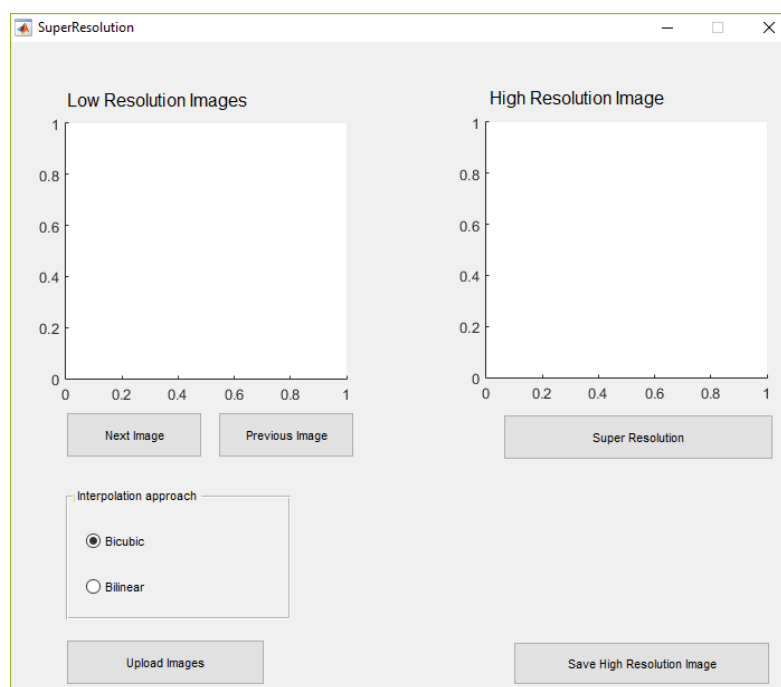 SuperResolution
Low Resolution Images
1
0.8
0.6
0.4
0.2
0
0 0.2 0.4 0.6 0.8 1
Next Image Previous Image
High Resolution Image
1
0.8
0.6
0.4
0.2
0
0 0.2 0.4 0.6 0.8 1
Super Resolution
Interpolation approach
Bicubic
Bilinear
Upload Images
Save High Resolution Image